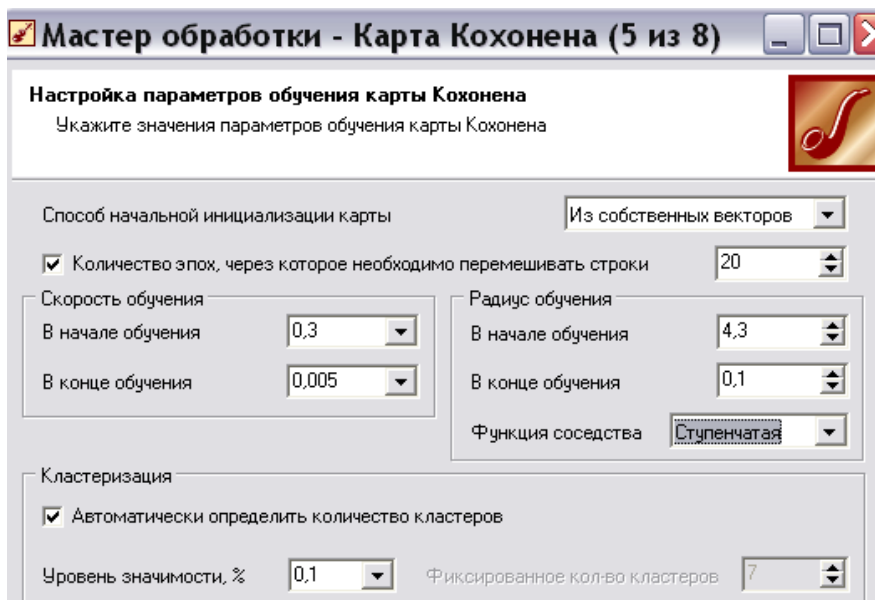 Мастер обработки - Карта Кохонена (5 из 8)
Настройка параметров обучения карты Кохонена
Укажите значения параметров обучения карты Кохонена
Способ начальной инициализации карты Из собственных векторов
Количество эпох, через которое необходимо перемешивать строки 20
Скорость обучения
В начале обучения 0,3
В конце обучения 0,005
Радиус обучения
В начале обучения 4,3
В конце обучения 0,1
Функция соседства Ступенчатая
Кластеризация
Автоматически определить количество кластеров
Уровень значимости, % 0,1 Фиксированное кол-во кластеров 7